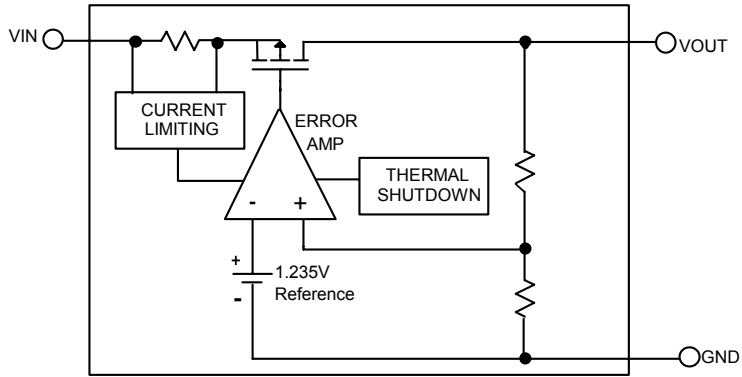 VIN
VOUT
CURRENT
LIMITING
ERROR
AMP
THERMAL
SHUTDOWN
- +
+
1.235V
-
Reference
GND